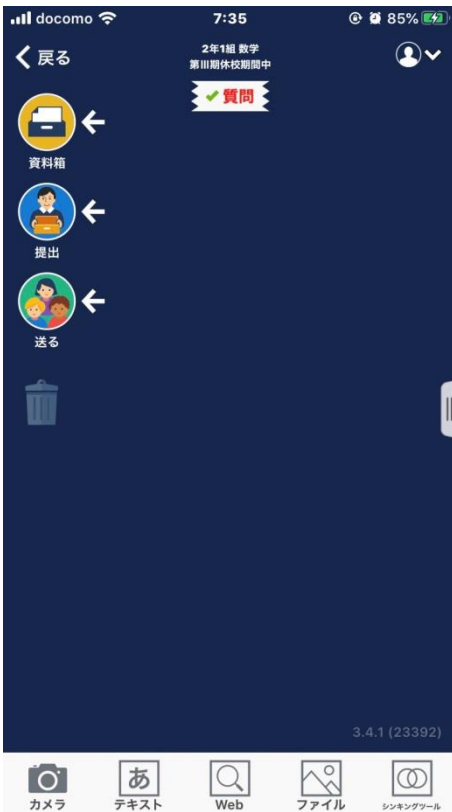 docomo 7:35 85%
戻る
2年1組 数学
第Ⅲ期休校期間中
質問
資料箱
提出
送る
3.4.1 (23392)
あ
カメラ テキスト Web ファイル シンキングツール